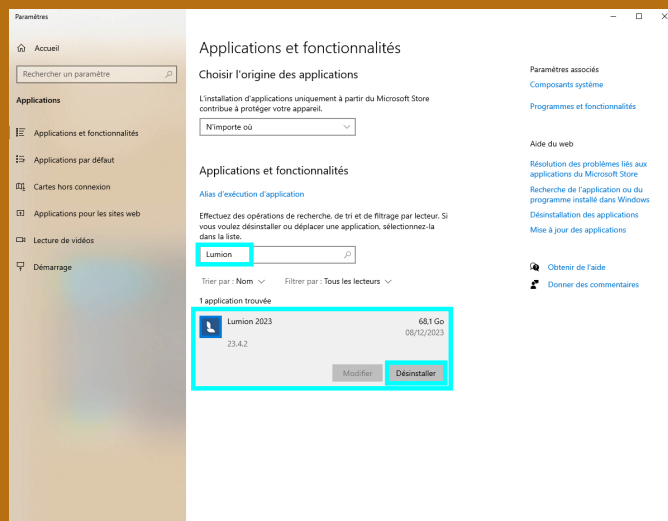 Paramètres
Accueil
Rechercher un paramètre
Applications
Applications et fonctionnalités
Applications par défaut
Cartes hors connexion
Applications pour les sites web
Lecture de vidéos
Démarrage
Applications et fonctionnalités
Choisir l'origine des applications
L'installation d'applications uniquement à partir du Microsoft Store
contribue à protéger votre appareil.
N'importe où
Applications et fonctionnalités
Alias d'exécution d'application
Effectuez des opérations de recherche, de tri et de filtrage par lecteur. Si
vous voulez désinstaller ou déplacer une application, sélectionnez-la
dans la liste.
Lumion
Trier par : Nom Filtrer par : Tous les lecteurs
1 application trouvée
Lumion 2023 68,1 Go
08/12/2023
23.4.2
Modifier Désinstaller
Paramètres associés
Composants système
Programmes et fonctionnalités
Aide du web
Résolution des problèmes liés aux
applications du Microsoft Store
Recherche de l'application ou du
programme installé dans Windows
Désinstallation des applications
Mise à jour des applications
Obtenir de l'aide
Donner des commentaires